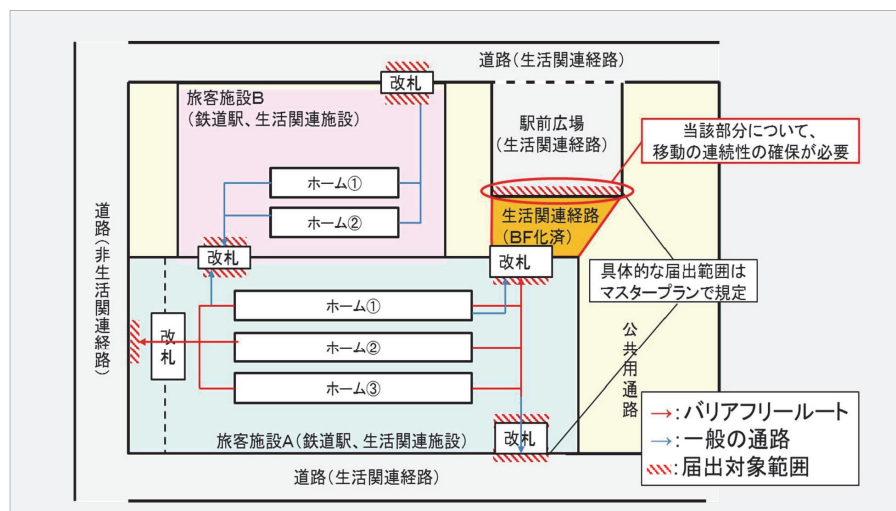 道路(生活関連経路)
改札
旅客施設B
(鉄道駅、生活関連施設)
駅前広場
(生活関連経路)
当該部分について、
移動の連続性の確保が必要
ホーム①
ホーム②
生活関連経路
(BF化済)
道路(非生活関連経路)
改札
改札
具体的な届出範囲は
マスタープランで規定
ホーム①
改札
ホーム②
ホーム③
公共用通路
旅客施設A(鉄道駅、生活関連施設)
改札
道路(生活関連経路)
→:バリアフリールート
→:一般の通路
:届出対象範囲